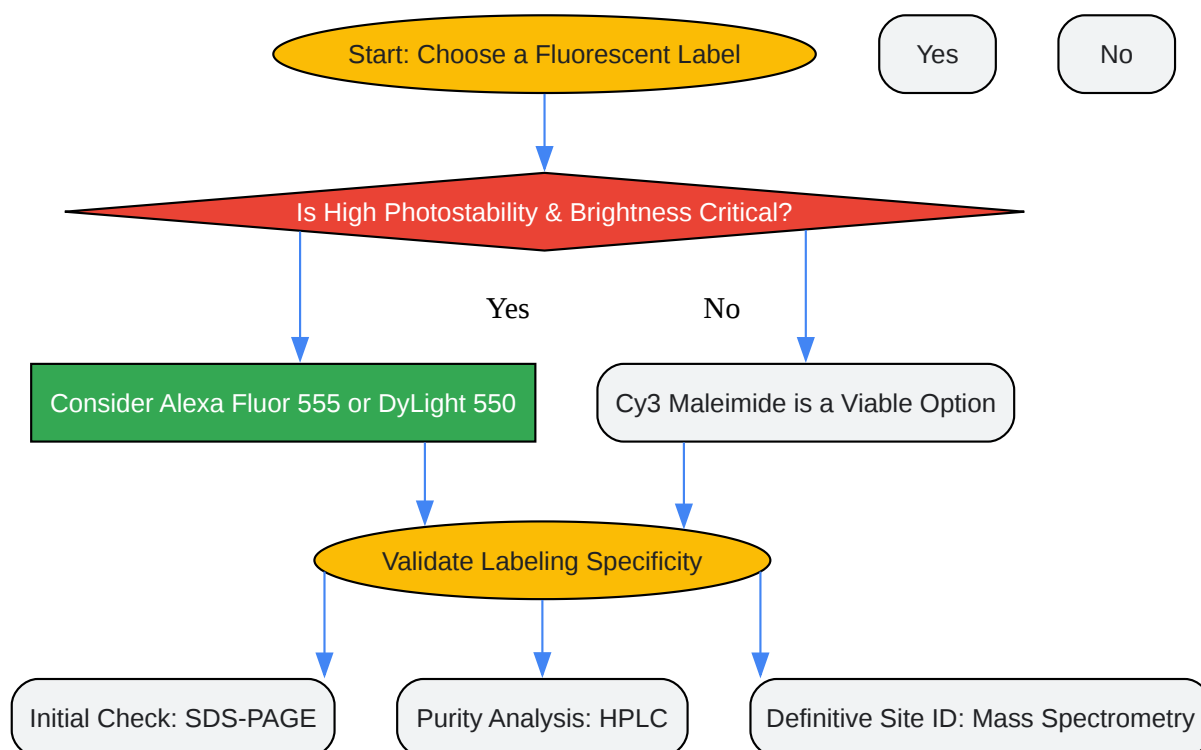 Start: Choose a Fluorescent Label
Yes
No
Is High Photostability & Brightness Critical?
Yes
No
Consider Alexa Fluor 555 or DyLight 550
Cy3 Maleimide is a Viable Option
Validate Labeling Specificity
Initial Check: SDS-PAGE
Purity Analysis: HPLC
Definitive Site ID: Mass Spectrometry